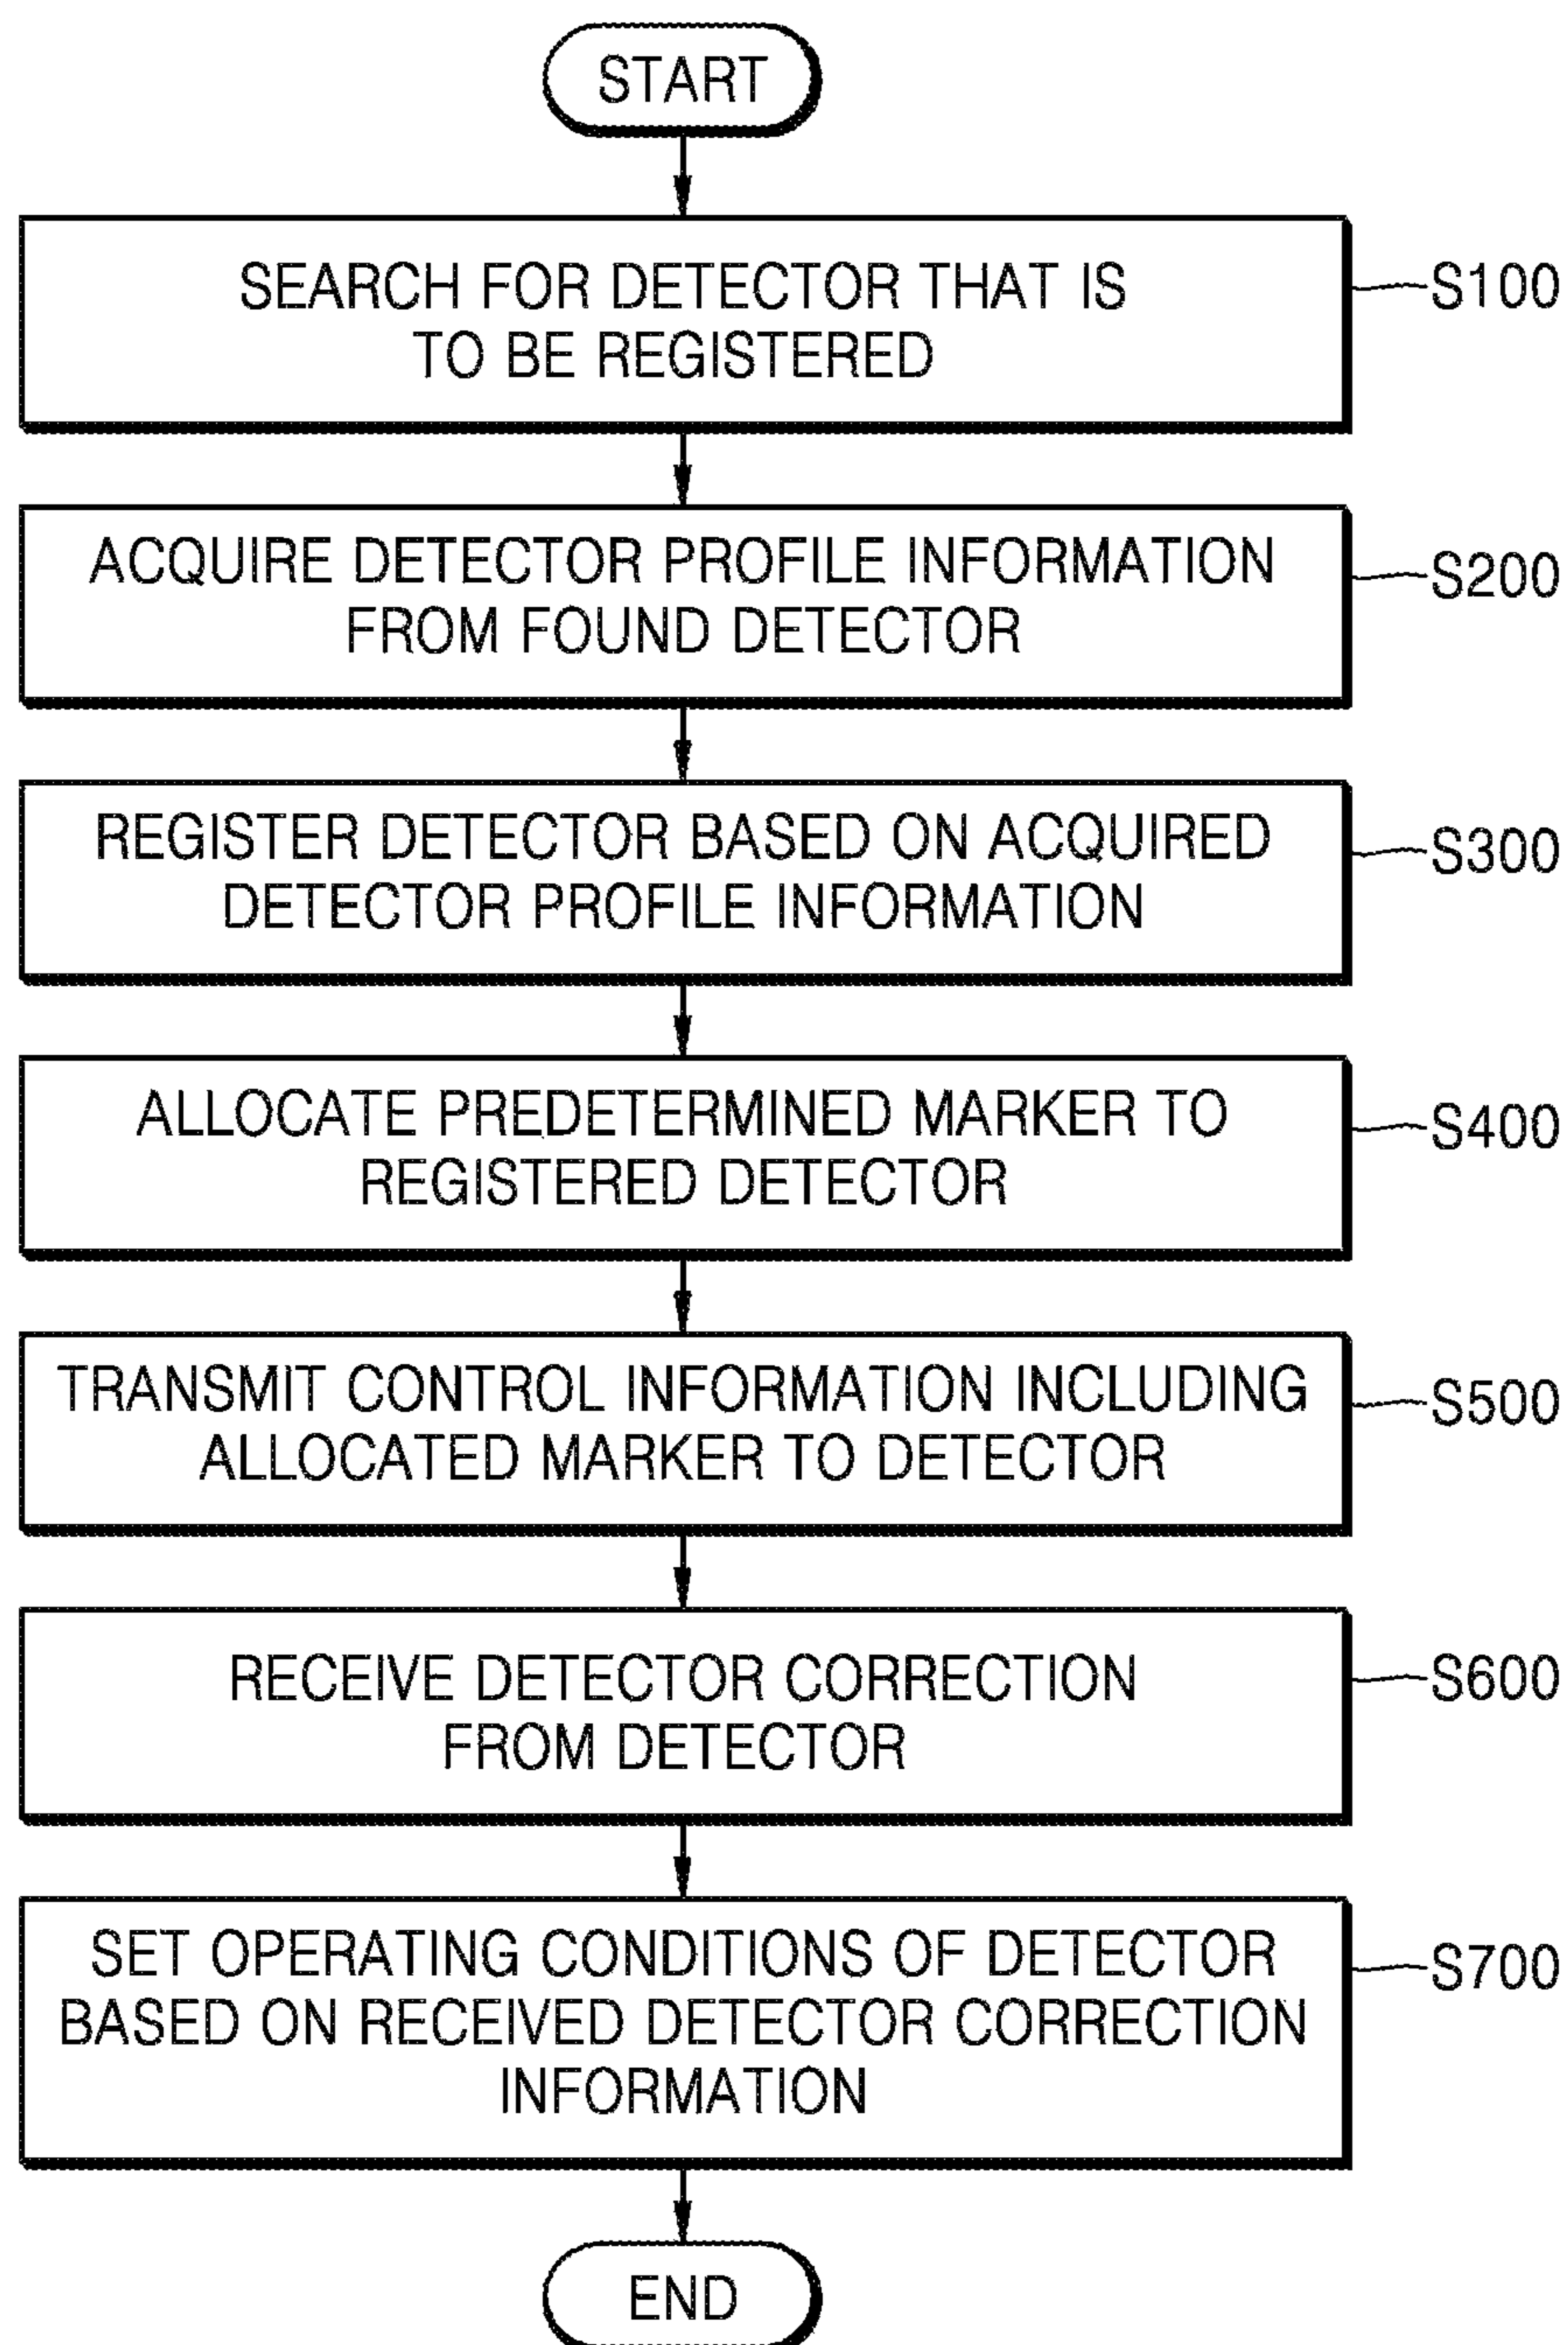 START
SEARCH FOR DETECTOR THAT IS
TO BE REGISTERED
S100
ACQUIRE DETECTOR PROFILE INFORMATION
FROM FOUND DETECTOR
S200
REGISTER DETECTOR BASED ON ACQUIRED
DETECTOR PROFILE INFORMATION
S300
ALLOCATE PREDETERMINED MARKER TO
REGISTERED DETECTOR
S400
TRANSMIT CONTROL INFORMATION INCLUDING
ALLOCATED MARKER TO DETECTOR
S500
RECEIVE DETECTOR CORRECTION
FROM DETECTOR
S600
SET OPERATING CONDITIONS OF DETECTOR
BASED ON RECEIVED DETECTOR CORRECTION
INFORMATION
S700
END